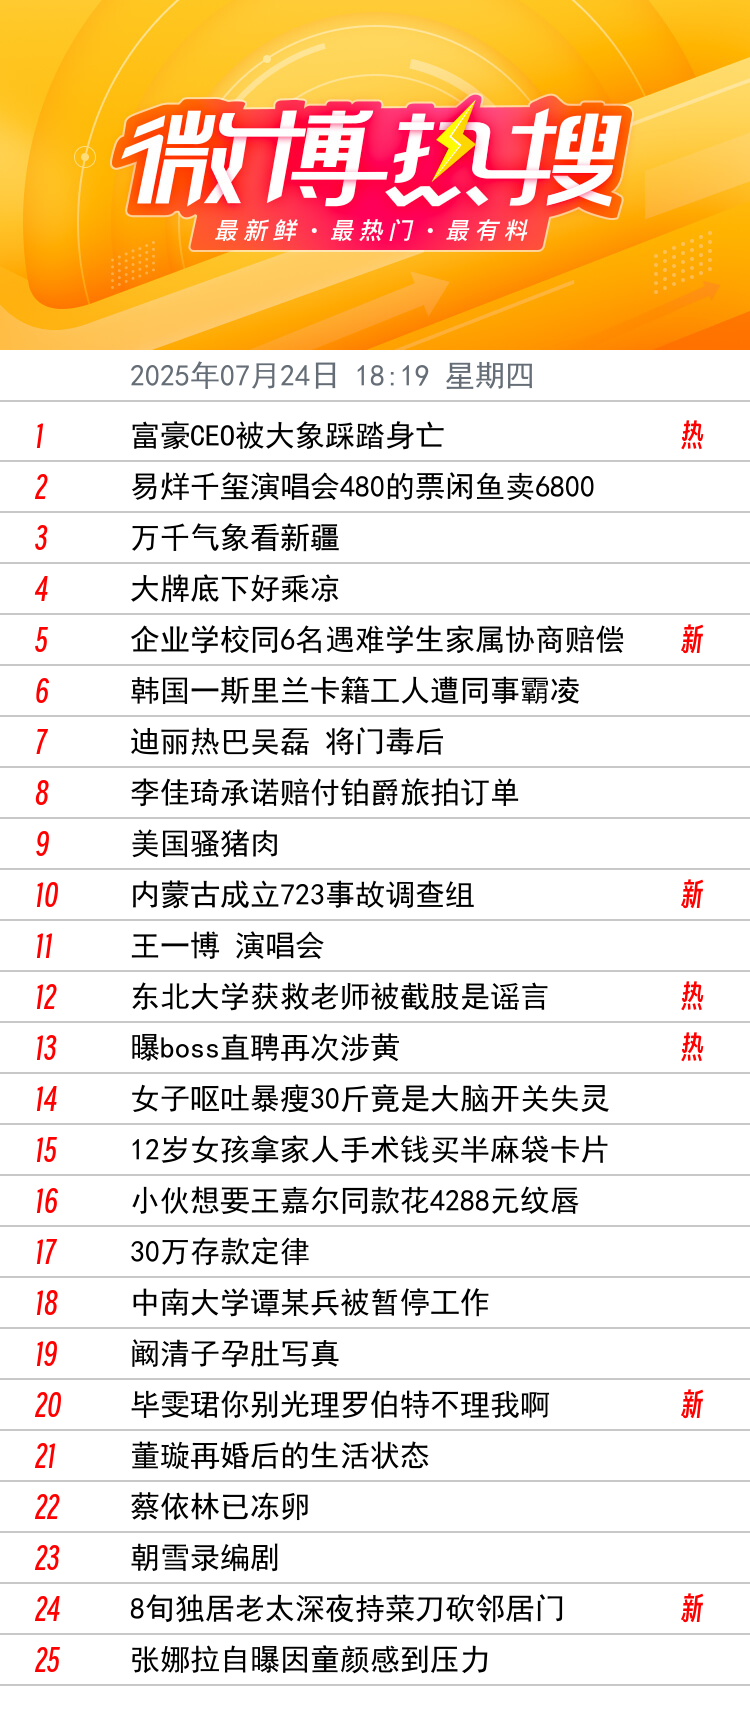 微博热搜
最新鲜·最热门·最有料
2025年07月24日 18:19 星期四
1 富豪CEO被大象踩踏身亡 热
2 易烊千玺演唱会480的票闲鱼卖6800
3 万千气象看新疆
4 大牌底下好乘凉
5 企业学校同6名遇难学生家属协商赔偿 新
6 韩国一斯里兰卡籍工人遭同事霸凌
7 迪丽热巴吴磊 将门毒后
8 李佳琦承诺赔付铂爵旅拍订单
9 美国骚猪肉
10 内蒙古成立723事故调查组 新
11 王一博 演唱会
12 东北大学获救老师被截肢是谣言 热
13 曝boss直聘再次涉黄 热
14 女子呕吐暴瘦30斤竟是大脑开关失灵
15 12岁女孩拿家人手术钱买半麻袋卡片
16 小伙想要王嘉尔同款花4288元纹唇
17 30万存款定律
18 中南大学谭某兵被暂停工作
19 阚清子孕肚写真
20 毕雯珺你别光理罗伯特不理我啊 新
21 董璇再婚后的生活状态
22 蔡依林已冻卵
23 朝雪录编剧
24 8旬独居老太深夜持菜刀砍邻居门 新
25 张娜拉自曝因童颜感到压力